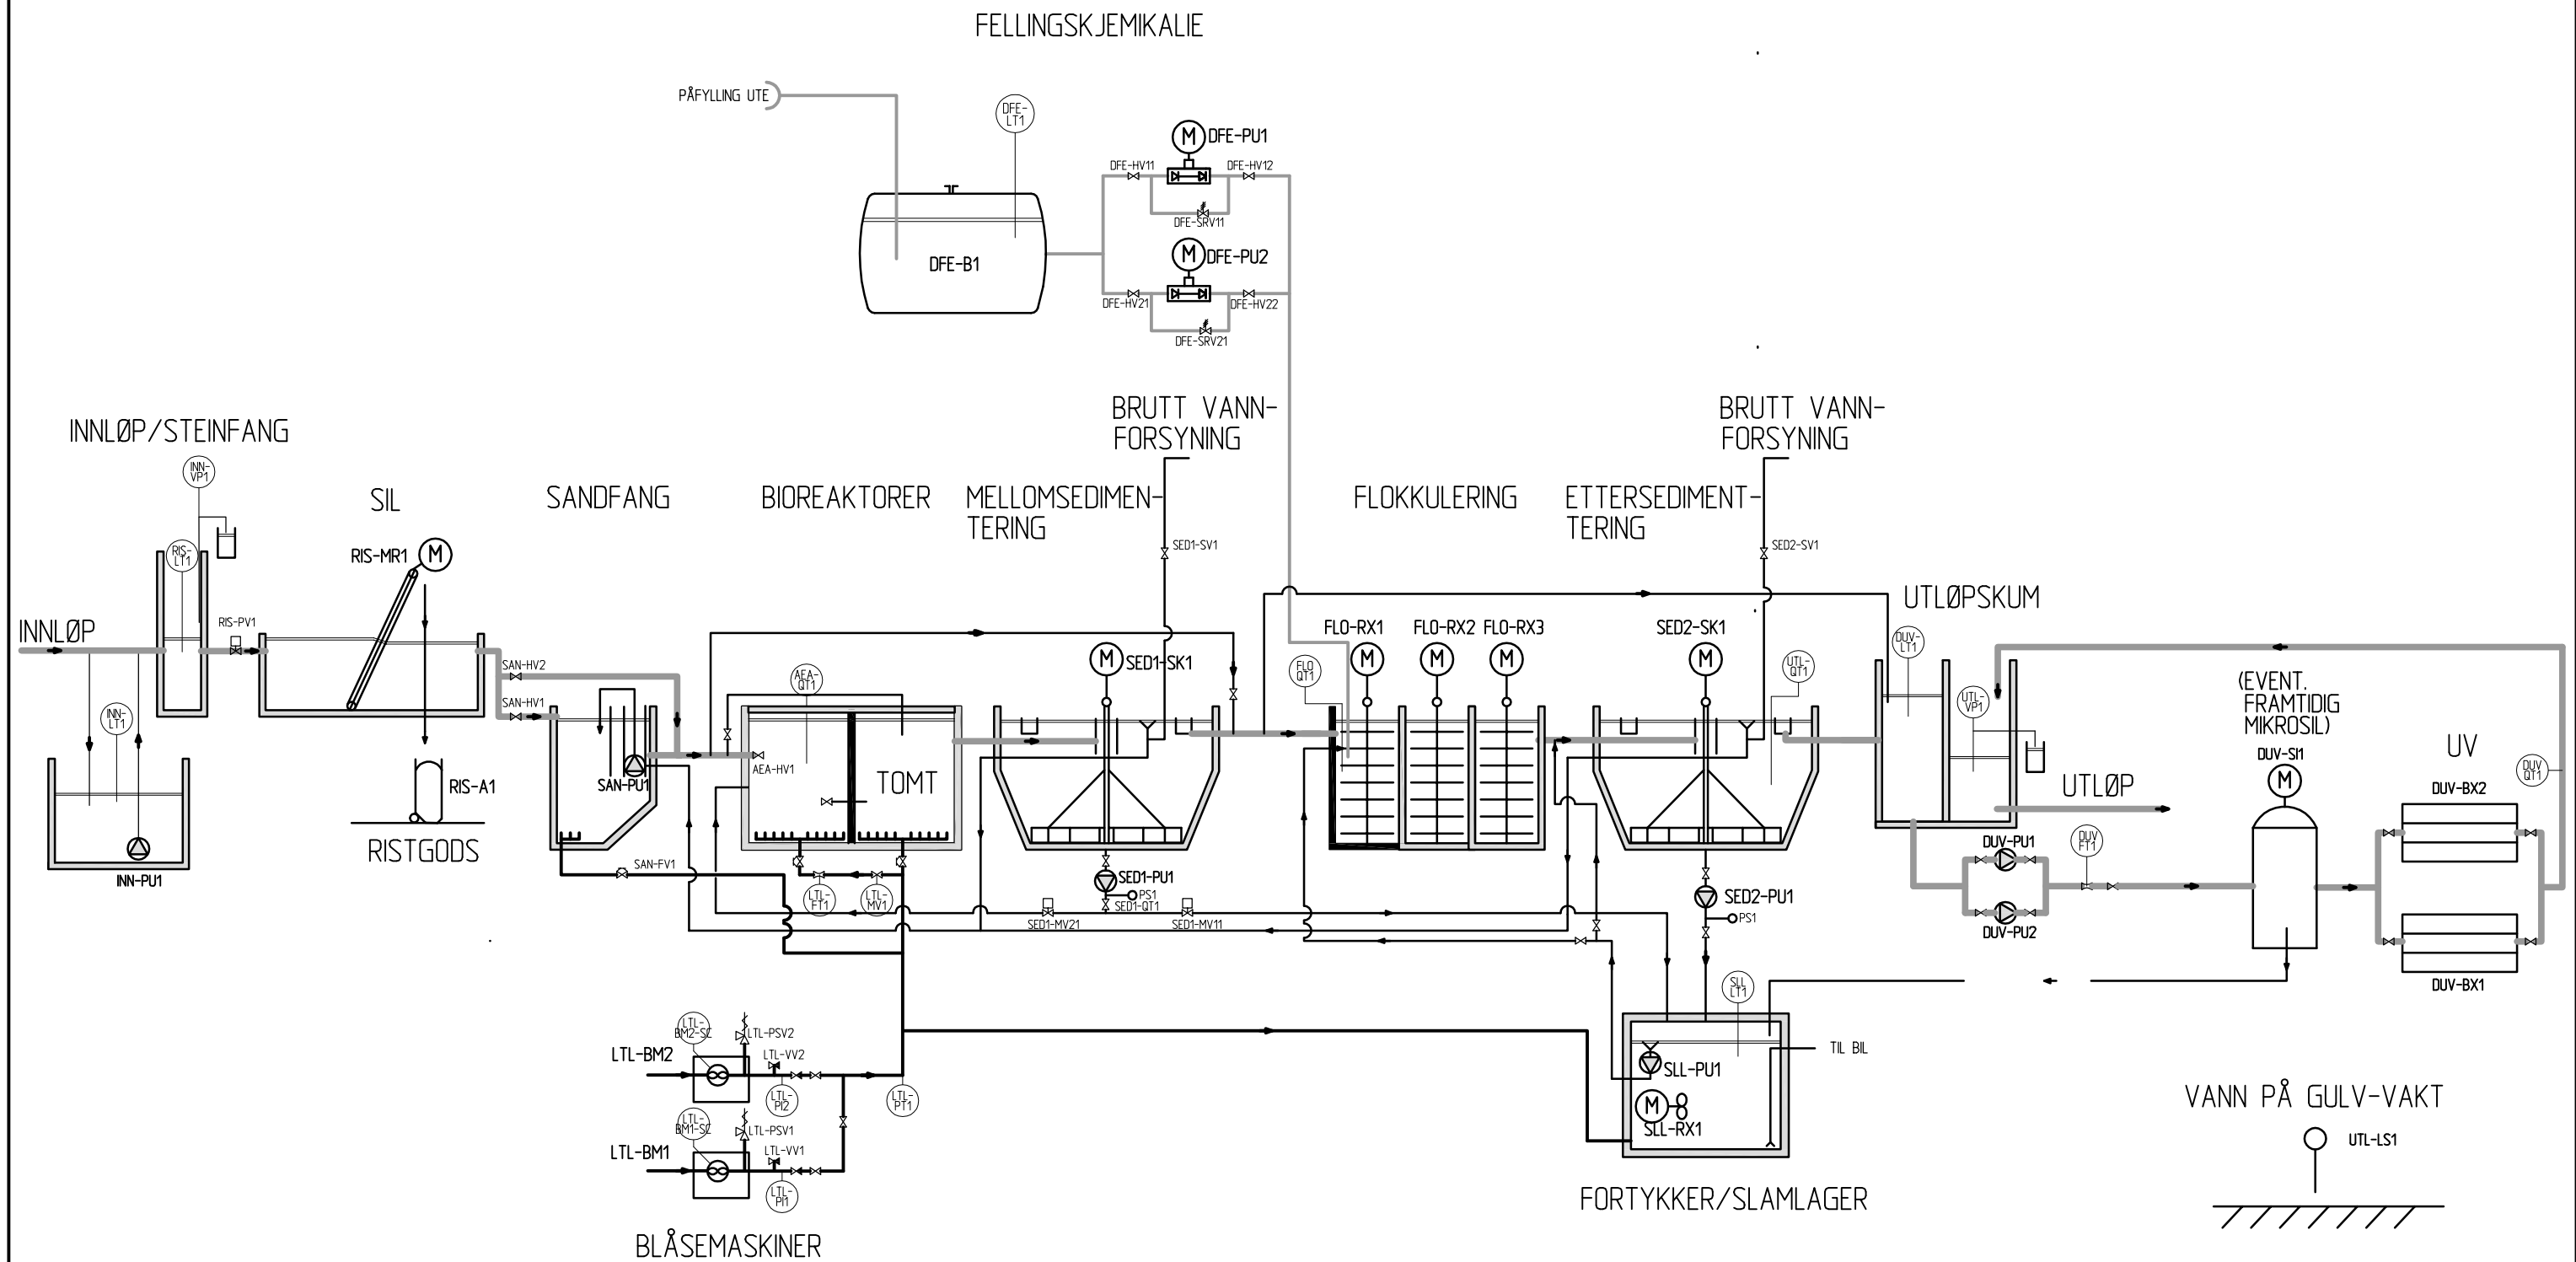 FELLINGSKJEMIKALIE
PÅFYLLING UTE
DFE-
LT1
DFE-PU1
DFE-HV11
DFE-HV12
DFE-SRV11
DFE-B1
DFE-PU2
DFE-HV21
DFE-HV22
DFE-SRV21
BRUTT VANN-
FORSYNING
BRUTT VANN-
FORSYNING
INNLØP/STEINFANG
INN-
VP1
SIL
SANDFANG
BIOREAKTORER
MELLOMSEDIMEN-
TERING
FLOKKULERING
ETTERSEDIMENT-
TERING
RIS-
LT1
RIS-MR1
M
SED1-SV1
SED2-SV1
UTLØPSKUM
INNLØP
RIS-PV1
FLO-RX1
FLO-RX2
FLO-RX3
SED2-SK1
M
SED1-SK1
M
M
M
M
DUV-
LT1
SAN-HV2
SAN-HV1
AEA-
QT1
FLO
QT1
UTL-
QT1
UTL-
VP1
(EVENT.
FRAMTIDIG
MIKROSIL)
INN-
LT1
RIS-A1
SAN-PU1
AEA-HV1
TOMT
DUV-SI1
M
UV
DUV
QT1
DUV-BX2
UTLØP
RISTGODS
INN-PU1
SAN-FV1
LTL-
FT1
LTL-
MV1
SED1-PU1
PS1
SED1-QT1
SED1-MV21
SED1-MV11
SED2-PU1
PS1
DUV-PU1
DUV
FT1
DUV-PU2
DUV-BX1
SLL
LT1
LTL-
BM2-SC
LTL-PSV2
LTL-BM2
LTL-VV2
LTL-
PI2
LTL-
PT1
LTL-
BM1-SC
LTL-PSV1
LTL-BM1
LTL-VV1
LTL-
PI1
TIL BIL
SLL-PU1
M
SLL-RX1
VANN PÅ GULV-VAKT
UTL-LS1
FORTYKKER/SLAMLAGER
BLÅSEMASKINER
M
M